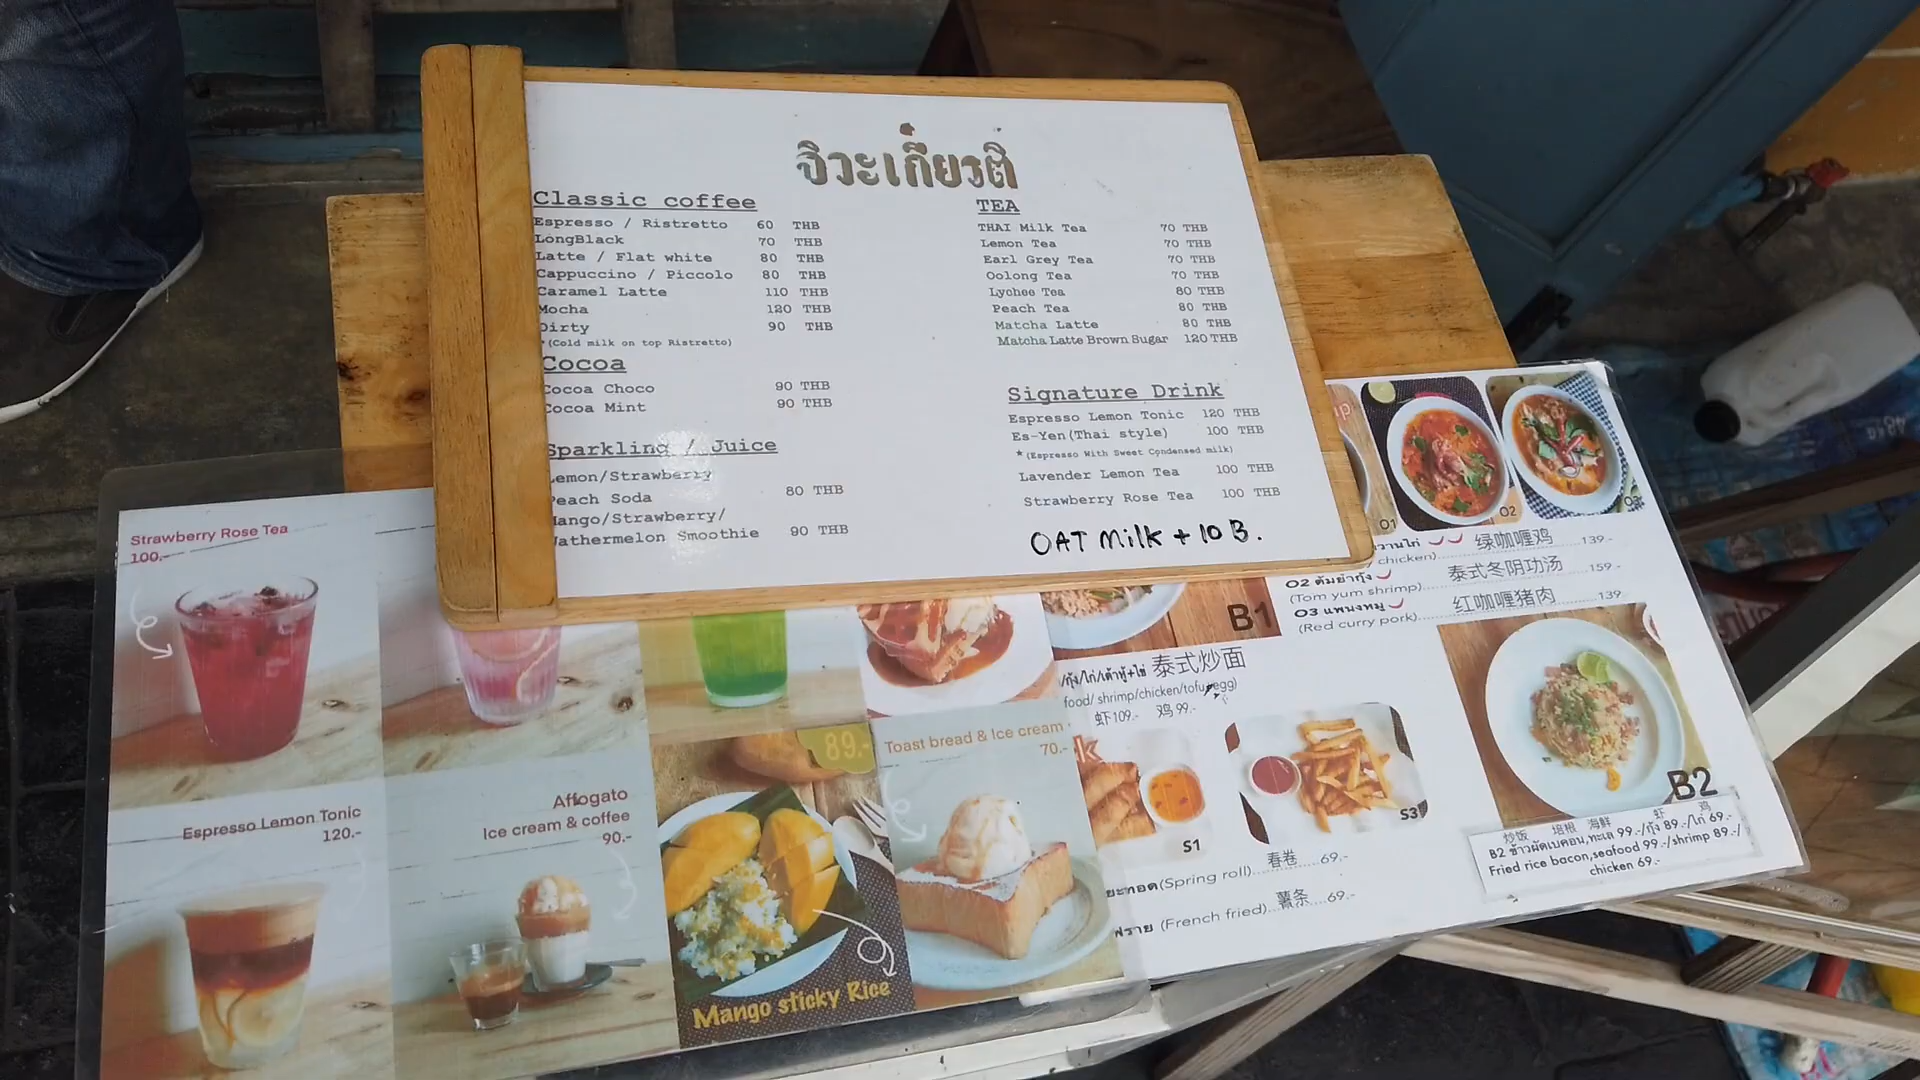 จิวะเกียรติ
Classic coffee
Espresso / Ristretto 60 THB
LongBlack 70 THB
Latte / Flat white 80 THB
Cappuccino / Piccolo 80 THB
Caramel Latte 110 THB
Mocha 120 THB
Dirty 90 THB
*(Cold milk on top Ristretto)
Cocoa
Cocoa Choco 90 THB
Cocoa Mint 90 THB
Sparkling / Juice
Lemon/Strawberry
Peach Soda 80 THB
Mango/Strawberry/
Wathermelon Smoothie 90 THB
TEA
THAI Milk Tea 70 THB
Lemon Tea 70 THB
Earl Grey Tea 70 THB
Oolong Tea 70 THB
Lychee Tea 80 THB
Peach Tea 80 THB
Matcha Latte 80 THB
Matcha Latte Brown Sugar 120 THB
Signature Drink
Espresso Lemon Tonic 120 THB
Es-Yen(Thai style) 100 THB
*(Espresso With Sweet Condensed milk)
Lavender Lemon Tea 100 THB
Strawberry Rose Tea 100 THB
OAT Milk + 10 B.
Strawberry Rose Tea
100.-
Espresso Lemon Tonic
120.-
Affogato
Ice cream & coffee
90.-
89.-
Mango sticky Rice
Toast bread & Ice cream
70.-
O1
O2
O3
หวานไก่ 绿咖喱鸡 139.-
chicken)
O2 ต้มยำกุ้ง 泰式冬阴功汤 159.-
(Tom yum shrimp)
O3 แพนงหมู 红咖喱猪肉 139
(Red curry pork)
B1
/กุ้ง/ไก่/เต้าหู้+ไข่ 泰式炒面
food/ shrimp/chicken/tofu egg)
虾109.- 鸡99.-
S1
S3
春卷
(Spring roll)......69.-
薯条
ฟราย (French fried)......69.-
B2
炒饭 培根 海鲜 虾 鸡
B2 ข้าวผัดเบคอน,ทะเล 99.-/กุ้ง 89.-/ไก่ 69.-
Fried rice bacon,seafood 99.-/shrimp 89.-/
chicken 69.-